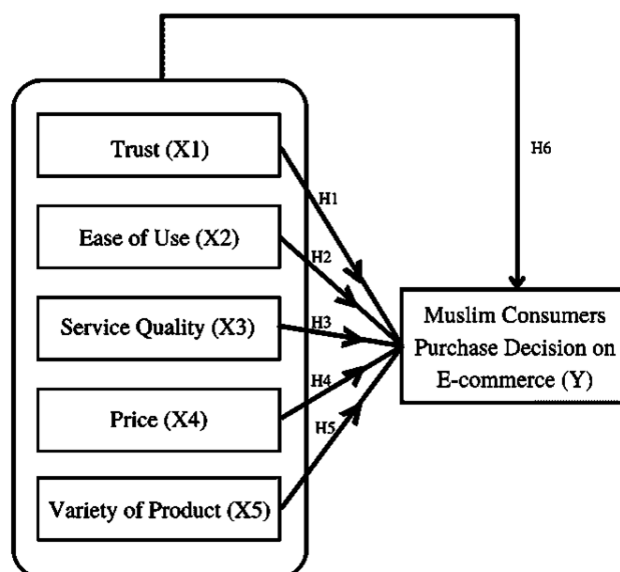 Trust (X1)
H1
H6
Ease of Use (X2)
H2
Service Quality (X3)
H3
Muslim Consumers
Purchase Decision on
E-commerce (Y)
Price (X4)
H4
H5
Variety of Product (X5)